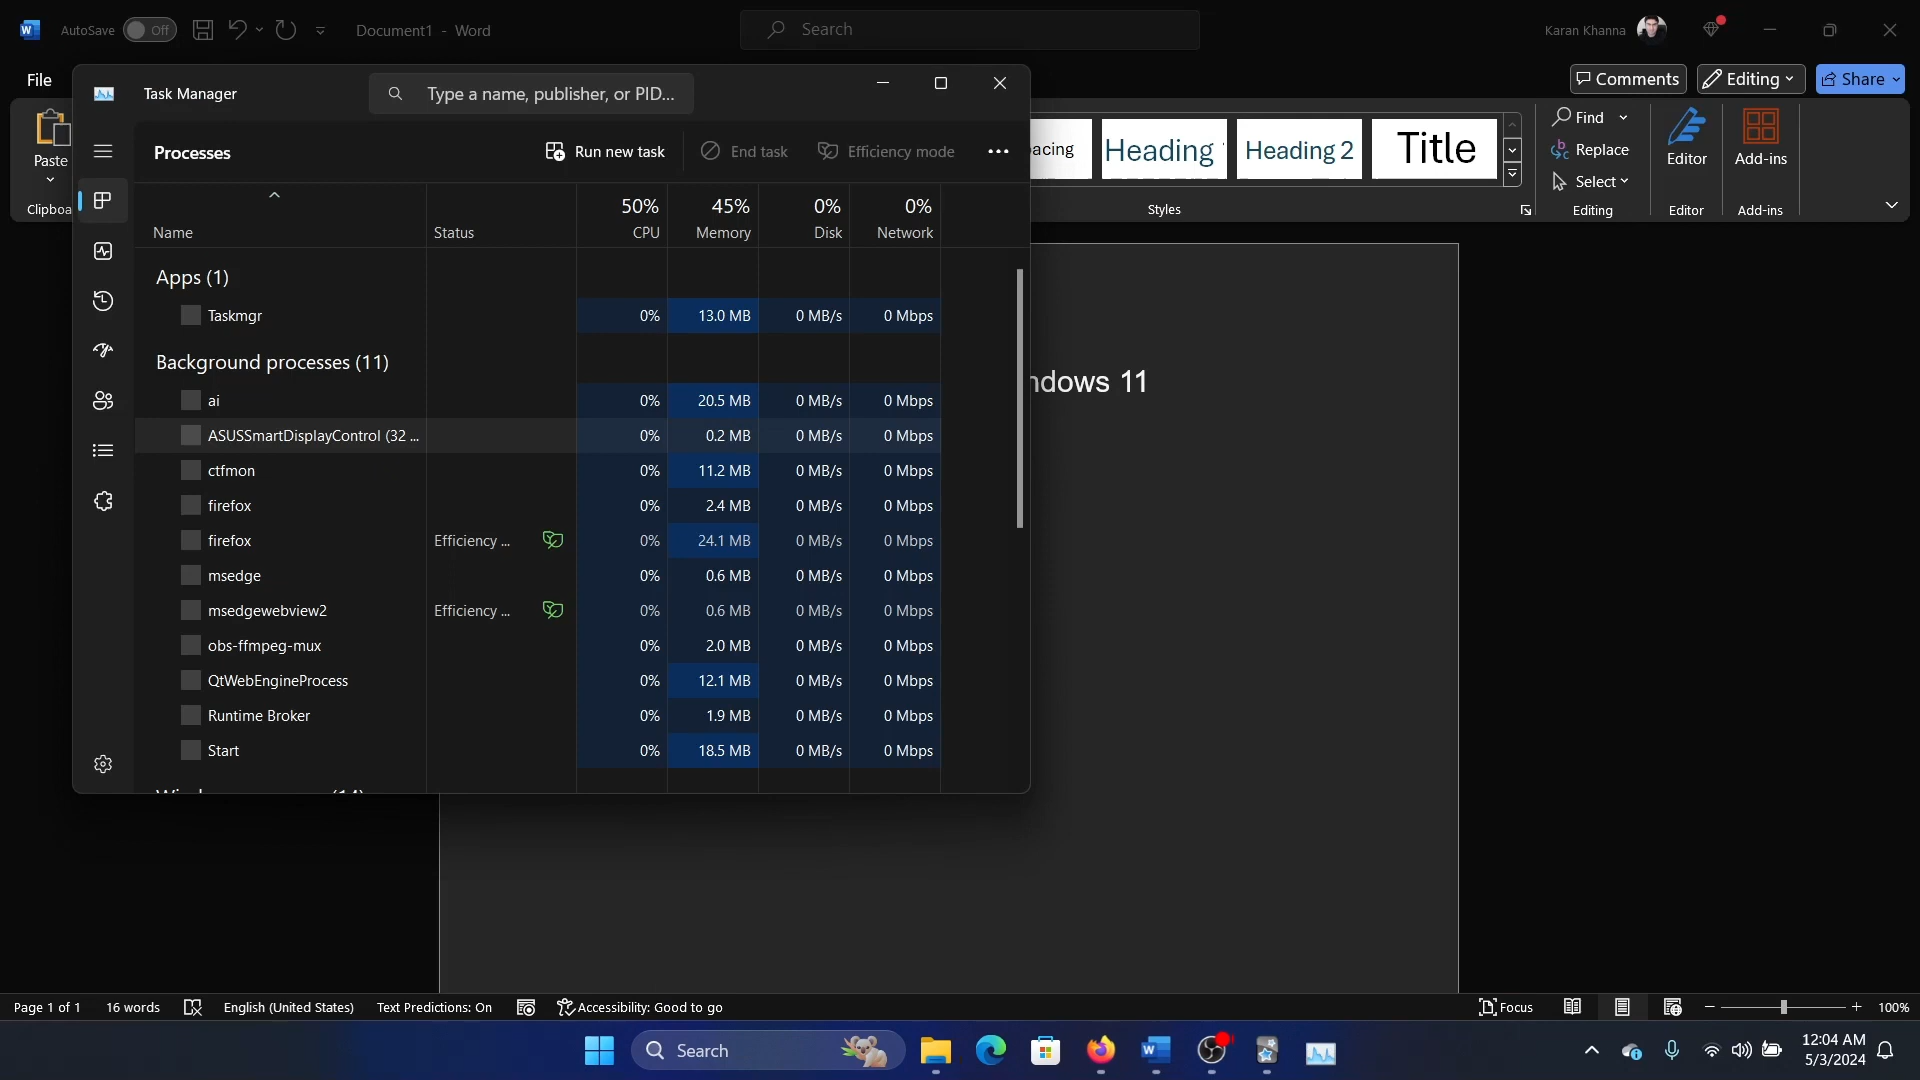 AutoSave Off Document1 - Word Search Karan Khanna
File Comments Editing Share
Task Manager Type a name, publisher, or PID...
Paste
Clipboa
Processes Run new task End task Efficiency mode
acing Heading Heading 2 Title
Styles
Find
Replace
Select
Editing
Editor
Editor
Add-ins
Add-ins
50% 45% 0% 0%
Name Status CPU Memory Disk Network
Apps (1)
Taskmgr 0% 13.0 MB 0 MB/s 0 Mbps
Background processes (11)
ai 0% 20.5 MB 0 MB/s 0 Mbps
ASUSSmartDisplayControl (32 ... 0% 0.2 MB 0 MB/s 0 Mbps
ctfmon 0% 11.2 MB 0 MB/s 0 Mbps
firefox 0% 2.4 MB 0 MB/s 0 Mbps
firefox Efficiency ... 0% 24.1 MB 0 MB/s 0 Mbps
msedge 0% 0.6 MB 0 MB/s 0 Mbps
msedgewebview2 Efficiency ... 0% 0.6 MB 0 MB/s 0 Mbps
obs-ffmpeg-mux 0% 2.0 MB 0 MB/s 0 Mbps
QtWebEngineProcess 0% 12.1 MB 0 MB/s 0 Mbps
Runtime Broker 0% 1.9 MB 0 MB/s 0 Mbps
Start 0% 18.5 MB 0 MB/s 0 Mbps
ndows 11
Page 1 of 1 16 words English (United States) Text Predictions: On Accessibility: Good to go Focus 100%
Search
12:04 AM
5/3/2024